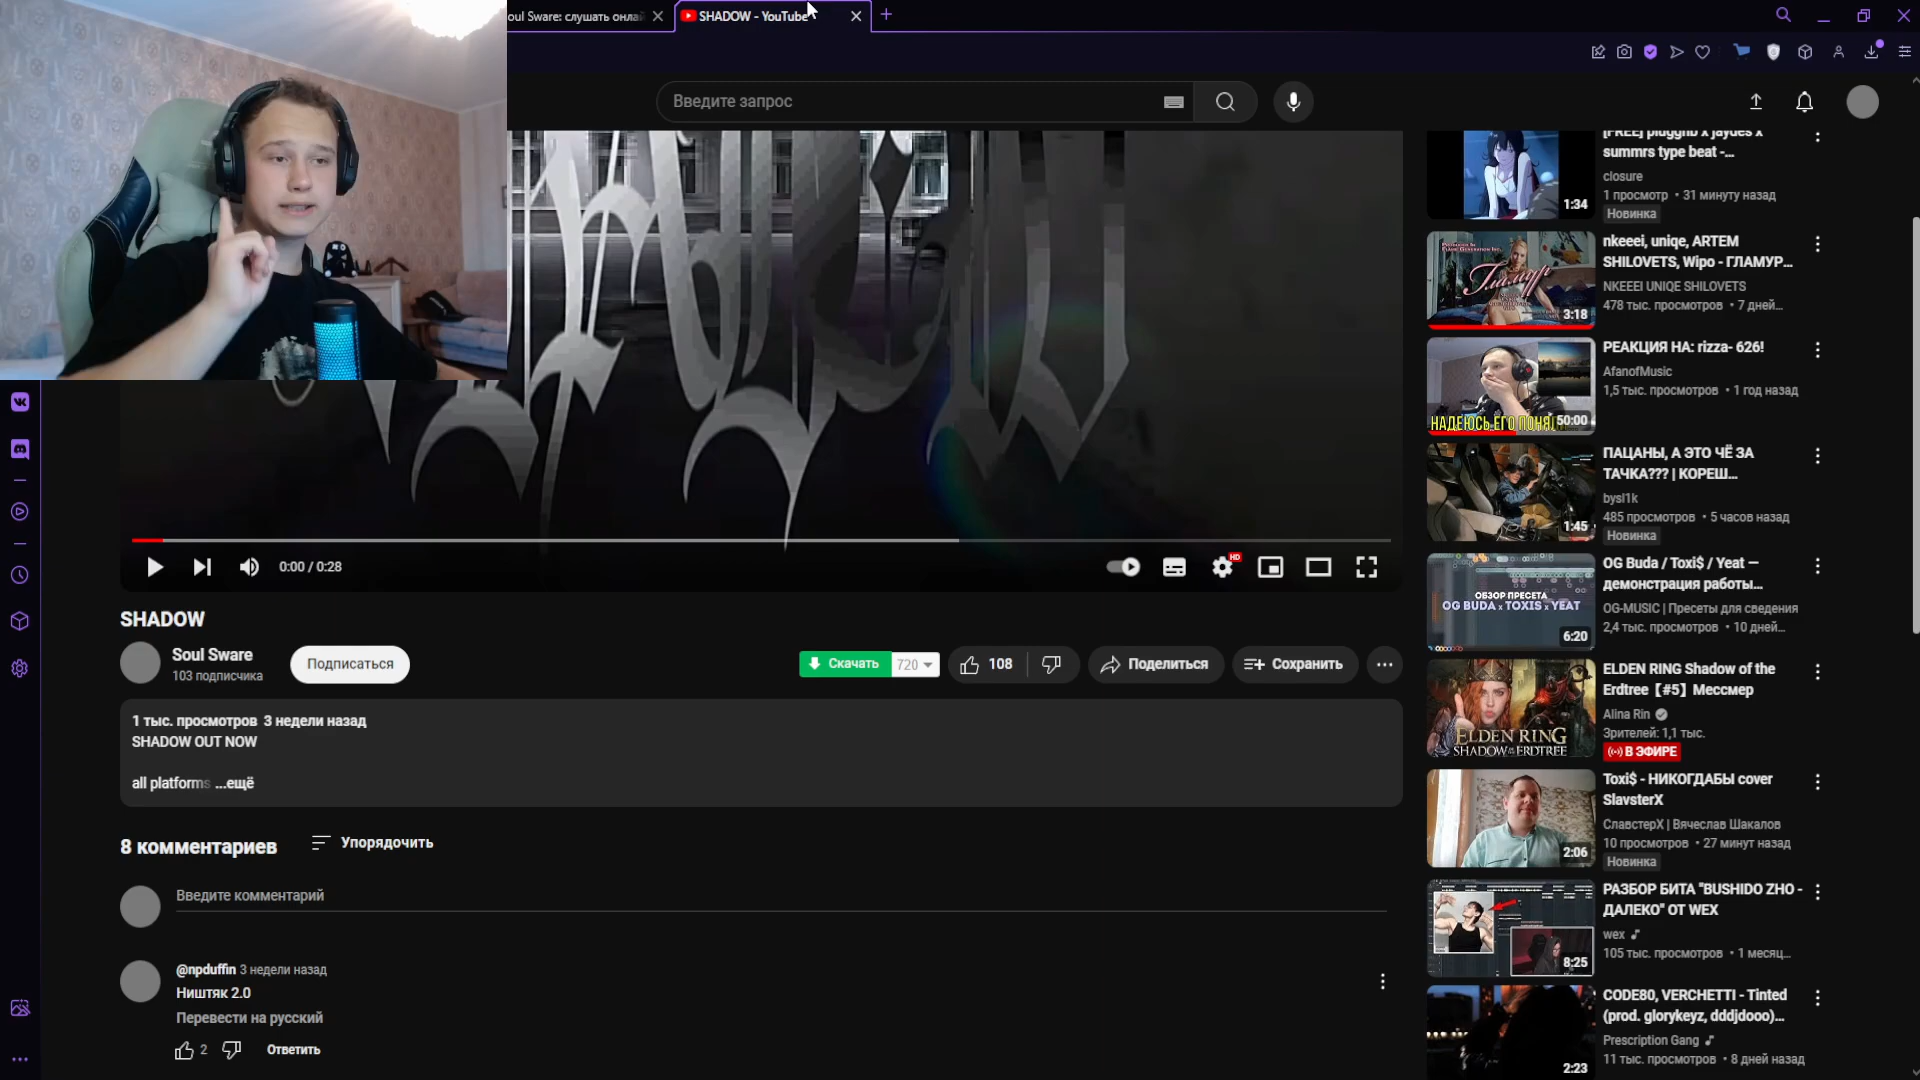 oul Sware: слушать онлай
SHADOW - YouTube
Введите запрос
HD
0:00 / 0:28
SHADOW
Soul Sware
103 подписчика
Подписаться
Скачать
720
108
Поделиться
Сохранить
1 тыс. просмотров 3 недели назад
SHADOW OUT NOW
all platforms ...ещё
8 комментариев
Упорядочить
Введите комментарий
@npduffin 3 недели назад
Ништяк 2.0
Перевести на русский
2
Ответить
[FREE] pluggnb x jaydes x
summrs type beat -...
closure
1 просмотр • 31 минуту назад
Новинка
1:34
nkeeei, uniqe, ARTEM
SHILOVETS, Wipo - ГЛАМУР...
NKEEEI UNIQE SHILOVETS
478 тыс. просмотров • 7 дней...
Гламур
3:18
РЕАКЦИЯ НА: rizza- 626!
AfanofMusic
1,5 тыс. просмотров • 1 год назад
НАДЕЮСЬ ЕГО ПОНЯЛ
50:00
ПАЦАНЫ, А ЭТО ЧЁ ЗА
ТАЧКА??? | КОРЕШ...
bysl1k
485 просмотров • 5 часов назад
Новинка
1:45
OG Buda / Toxi$ / Yeat —
демонстрация работы...
OG-MUSIC | Пресеты для сведения
2,4 тыс. просмотров • 10 дней...
ОБЗОР ПРЕСЕТА
OG BUDA x TOXIS x YEAT
6:20
ELDEN RING Shadow of the
Erdtree【#5】Мессмер
Alina Rin
Зрителей: 1,1 тыс.
В ЭФИРЕ
ELDEN RING
SHADOW OF THE ERDTREE
Toxi$ - НИКОГДАБЫ cover
SlavsterX
СлавстерХ | Вячеслав Шакалов
10 просмотров • 27 минут назад
Новинка
2:06
РАЗБОР БИТА "BUSHIDO ZHO -
ДАЛЕКО" ОТ WEX
wex
105 тыс. просмотров • 1 месяц...
8:25
CODE80, VERCHETTI - Tinted
(prod. glorykeyz, dddjdooo)...
Prescription Gang
11 тыс. просмотров • 8 дней назад
2:23